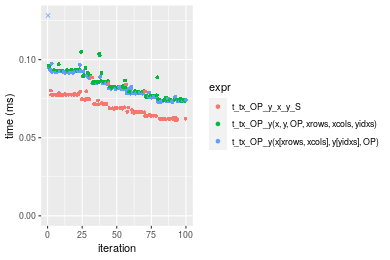 0.10
0.05
0.00
time (ms)
0
25
50
75
100
iteration
expr
t_tx_OP_y_x_y_S
t_tx_OP_y(x, y, OP, xrows, xcols, yidxs)
t_tx_OP_y(x[xrows, xcols], y[yidxs], OP)